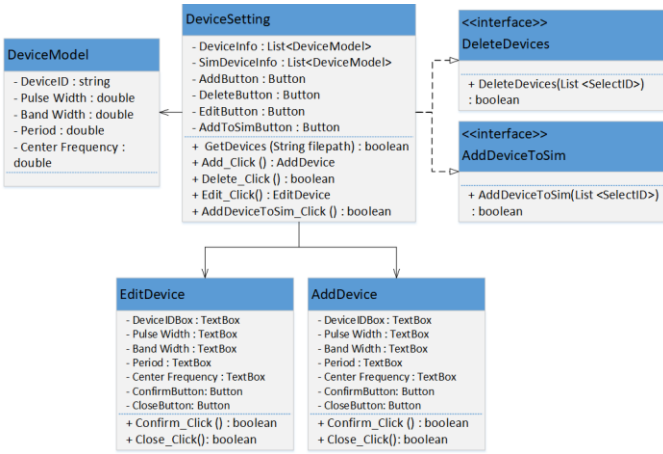 DeviceModel
- DeviceID : string
- Pulse Width : double
- Band Width : double
- Period : double
- Center Frequency :
double
DeviceSetting
- DeviceInfo : List<DeviceModel>
- SimDeviceInfo : List<DeviceModel>
- AddButton : Button
- DeleteButton : Button
- EditButton : Button
- AddToSimButton : Button
+ GetDevices (String filepath) : boolean
+ Add_Click () : AddDevice
+ Delete_Click () : boolean
+ Edit_Click() : EditDevice
+ AddDeviceToSim_Click () : boolean
<<interface>>
DeleteDevices
+ DeleteDevices(List <SelectID>)
: boolean
<<interface>>
AddDeviceToSim
+ AddDeviceToSim(List <SelectID>)
: boolean
EditDevice
- DeviceIDBox : TextBox
- Pulse Width : TextBox
- Band Width : TextBox
- Period : TextBox
- Center Frequency : TextBox
- ConfirmButton: Button
- CloseButton: Button
+ Confirm_Click () : boolean
+ Close_Click(): boolean
AddDevice
- DeviceIDBox : TextBox
- Pulse Width : TextBox
- Band Width : TextBox
- Period : TextBox
- Center Frequency : TextBox
- ConfirmButton: Button
- CloseButton: Button
+ Confirm_Click () : boolean
+ Close_Click(): boolean